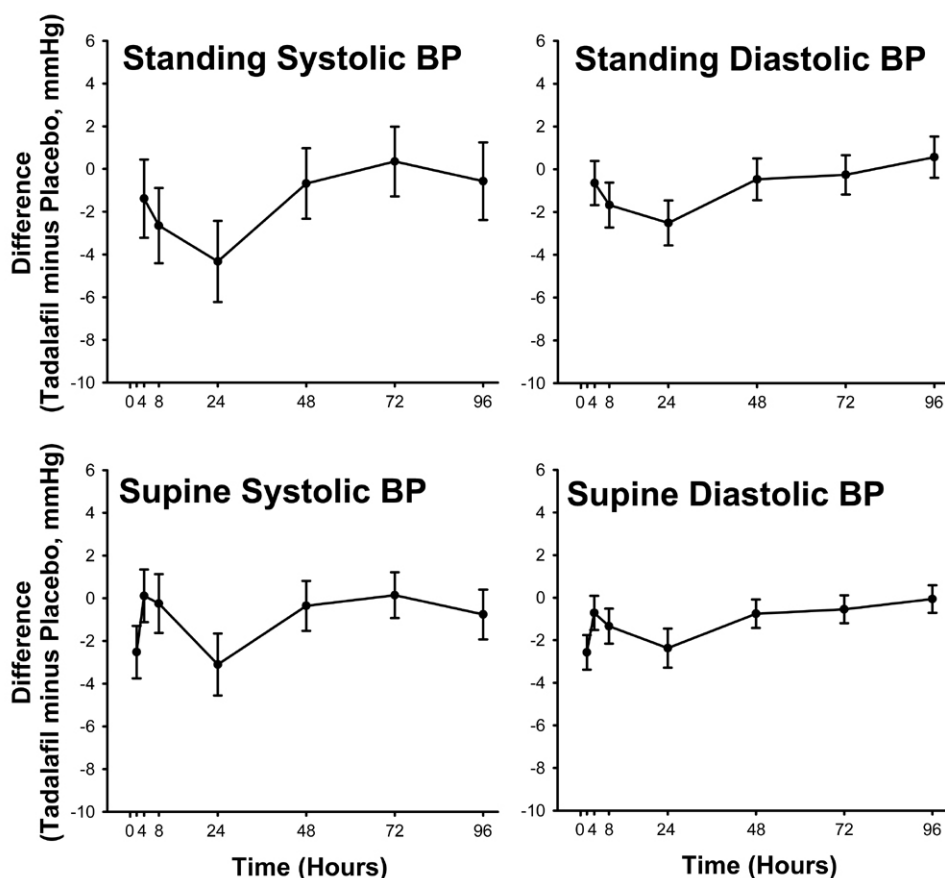 Standing Systolic BP
Difference
(Tadalafil minus Placebo, mmHg)
6
4
2
0
-2
-4
-6
-8
-10
0 4 8 24 48 72 96
Standing Diastolic BP
6
4
2
0
-2
-4
-6
-8
-10
0 4 8 24 48 72 96
Supine Systolic BP
Difference
(Tadalafil minus Placebo, mmHg)
6
4
2
0
-2
-4
-6
-8
-10
0 4 8 24 48 72 96
Time (Hours)
Supine Diastolic BP
6
4
2
0
-2
-4
-6
-8
-10
0 4 8 24 48 72 96
Time (Hours)